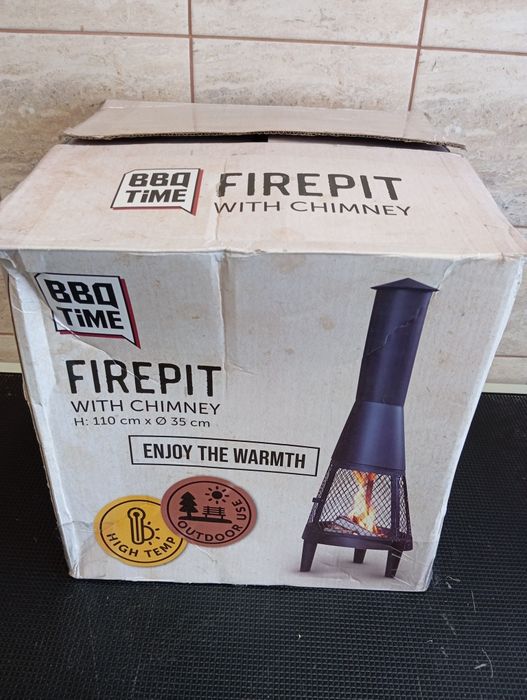 BBQ
TiME
FIREPIT
WITH CHIMNEY
BBQ
TiME
FIREPIT
WITH CHIMNEY
H: 110 cm x Ø 35 cm
ENJOY THE WARMTH
HIGH TEMP
OUTDOOR USE